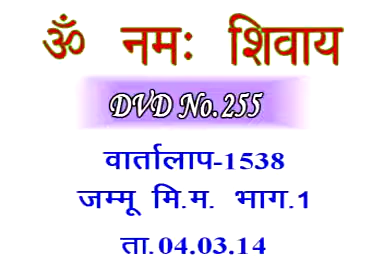 ॐ नमः शिवाय
DVD No.255
वार्तालाप-1538
जम्मू मि.म. भाग.1
ता.04.03.14